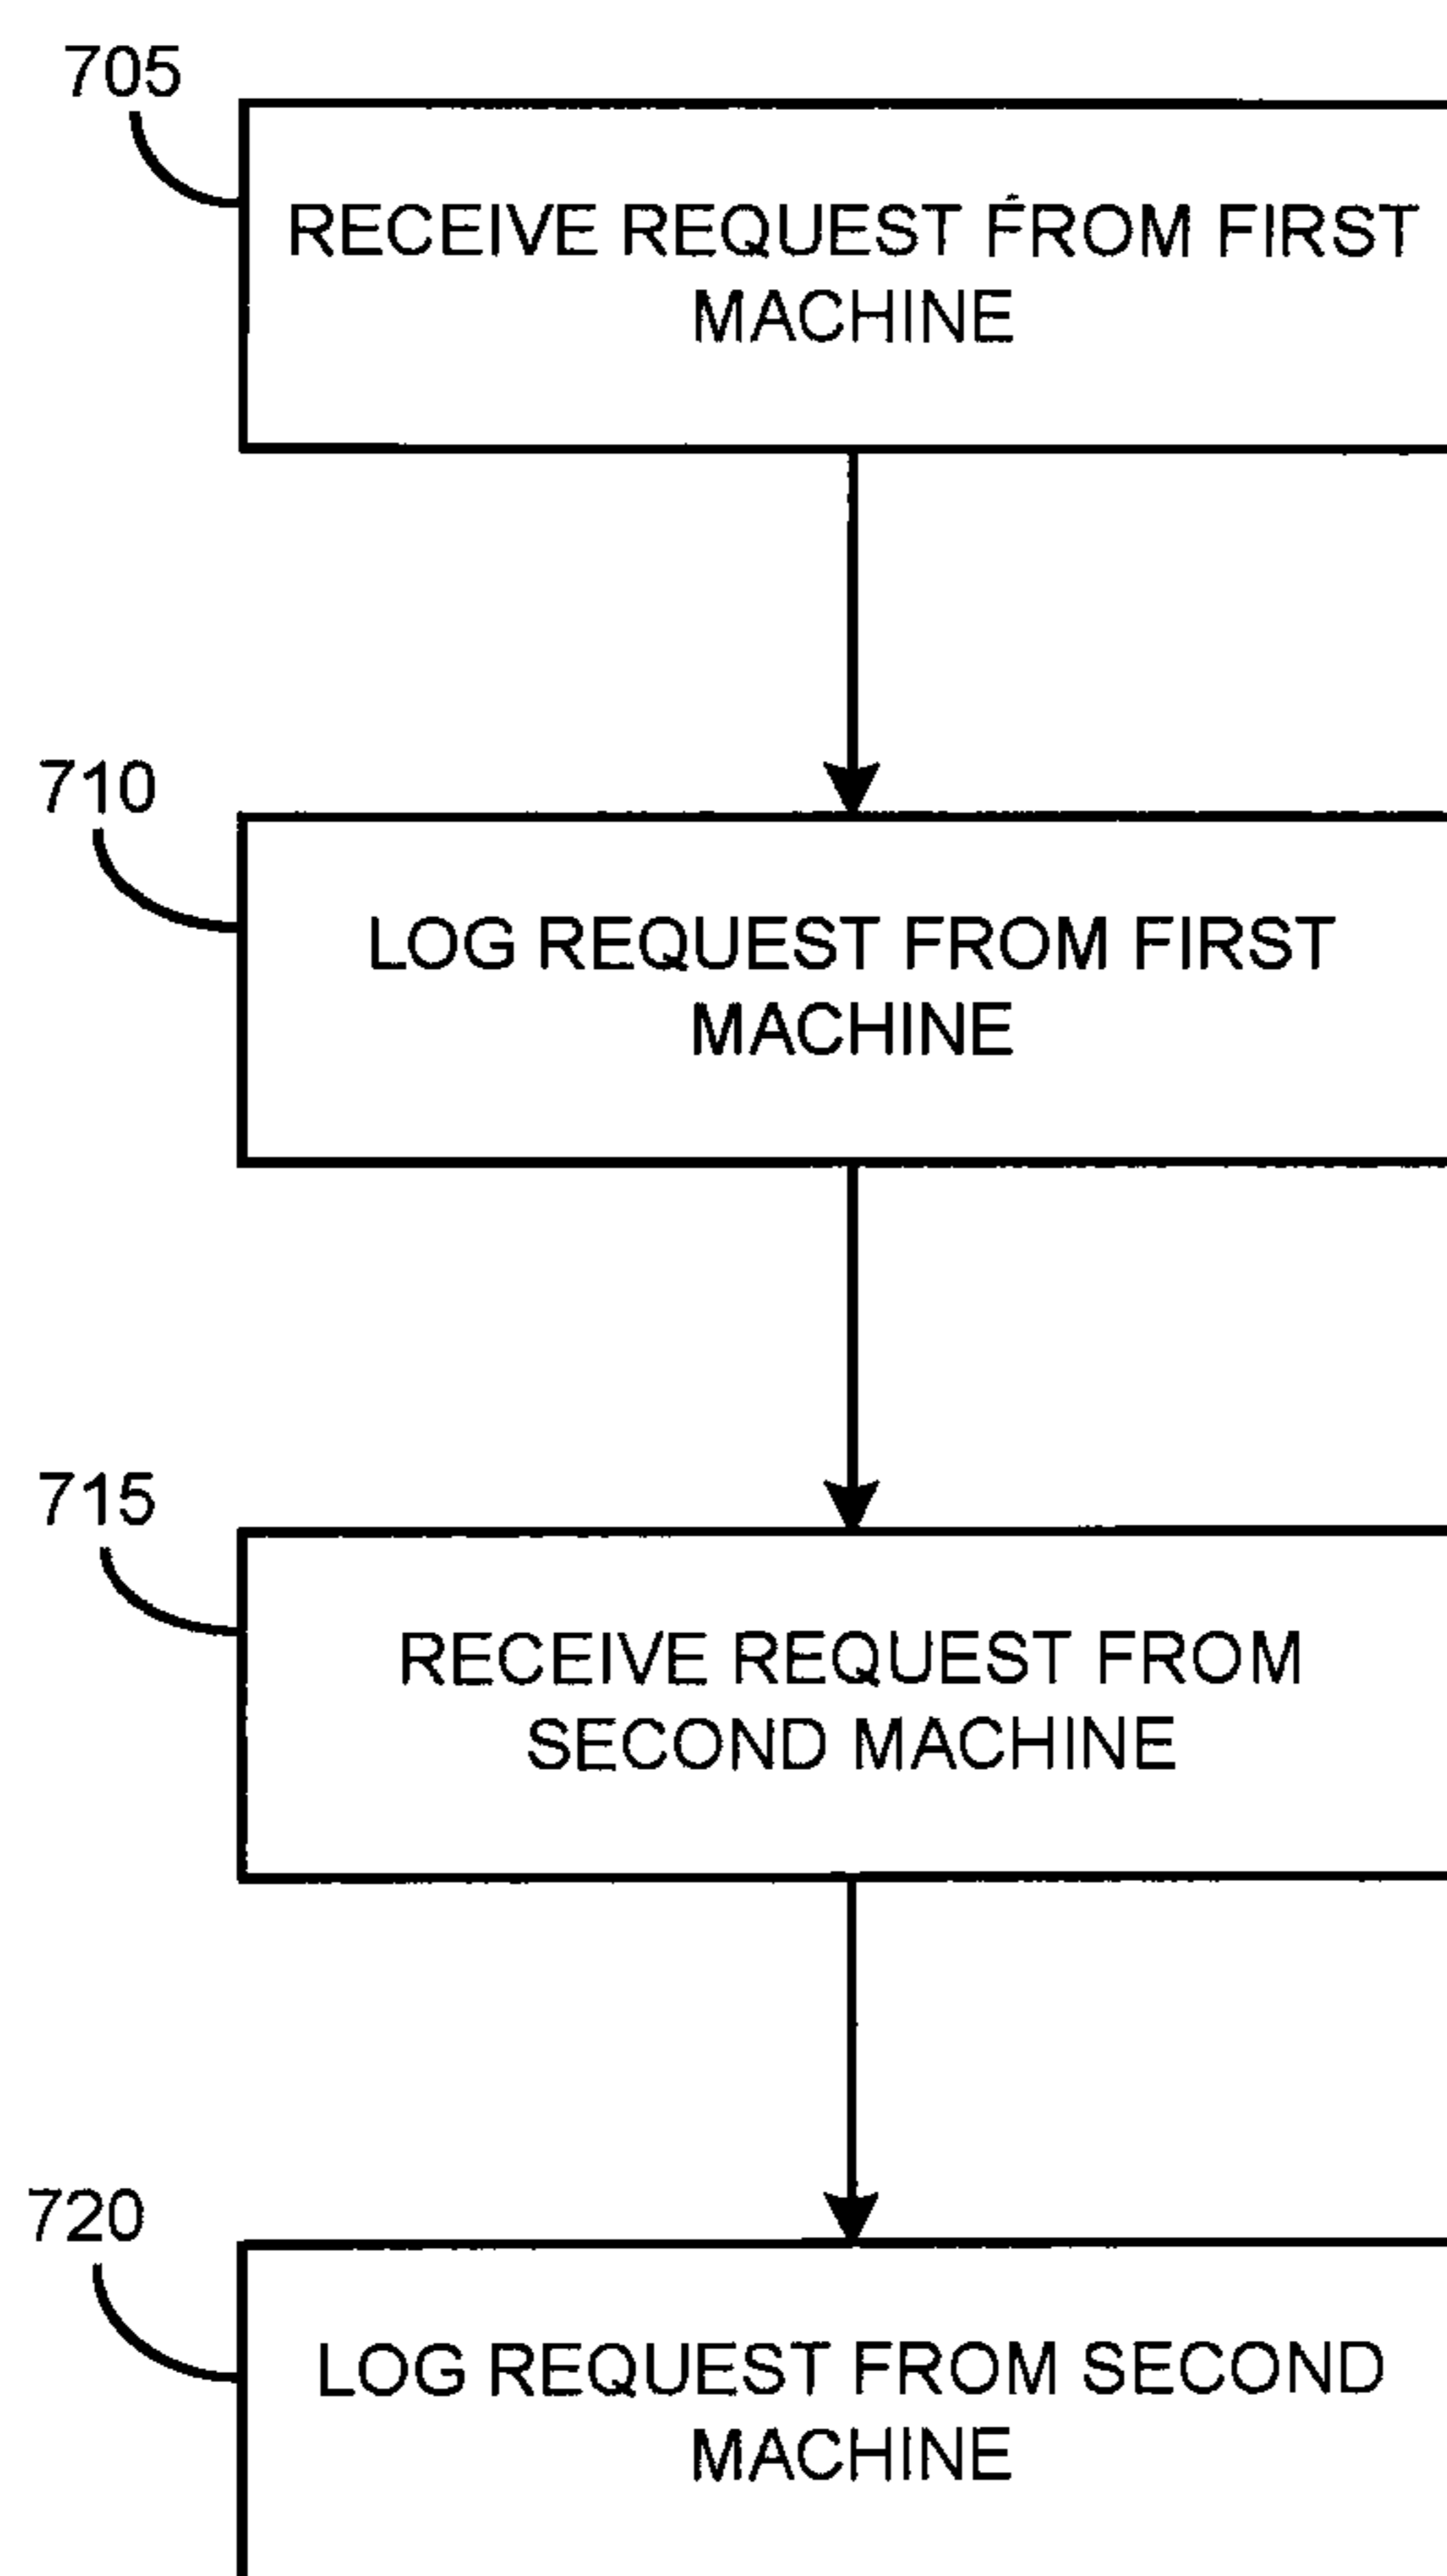 705
RECEIVE REQUEST FROM FIRST
MACHINE
710
LOG REQUEST FROM FIRST
MACHINE
715
RECEIVE REQUEST FROM
SECOND MACHINE
720
LOG REQUEST FROM SECOND
MACHINE